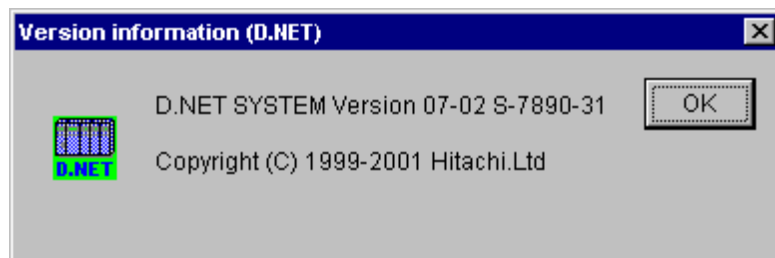 Version information (D.NET)
D.NET SYSTEM Version 07-02 S-7890-31
OK
D.NET
Copyright (C) 1999-2001 Hitachi.Ltd